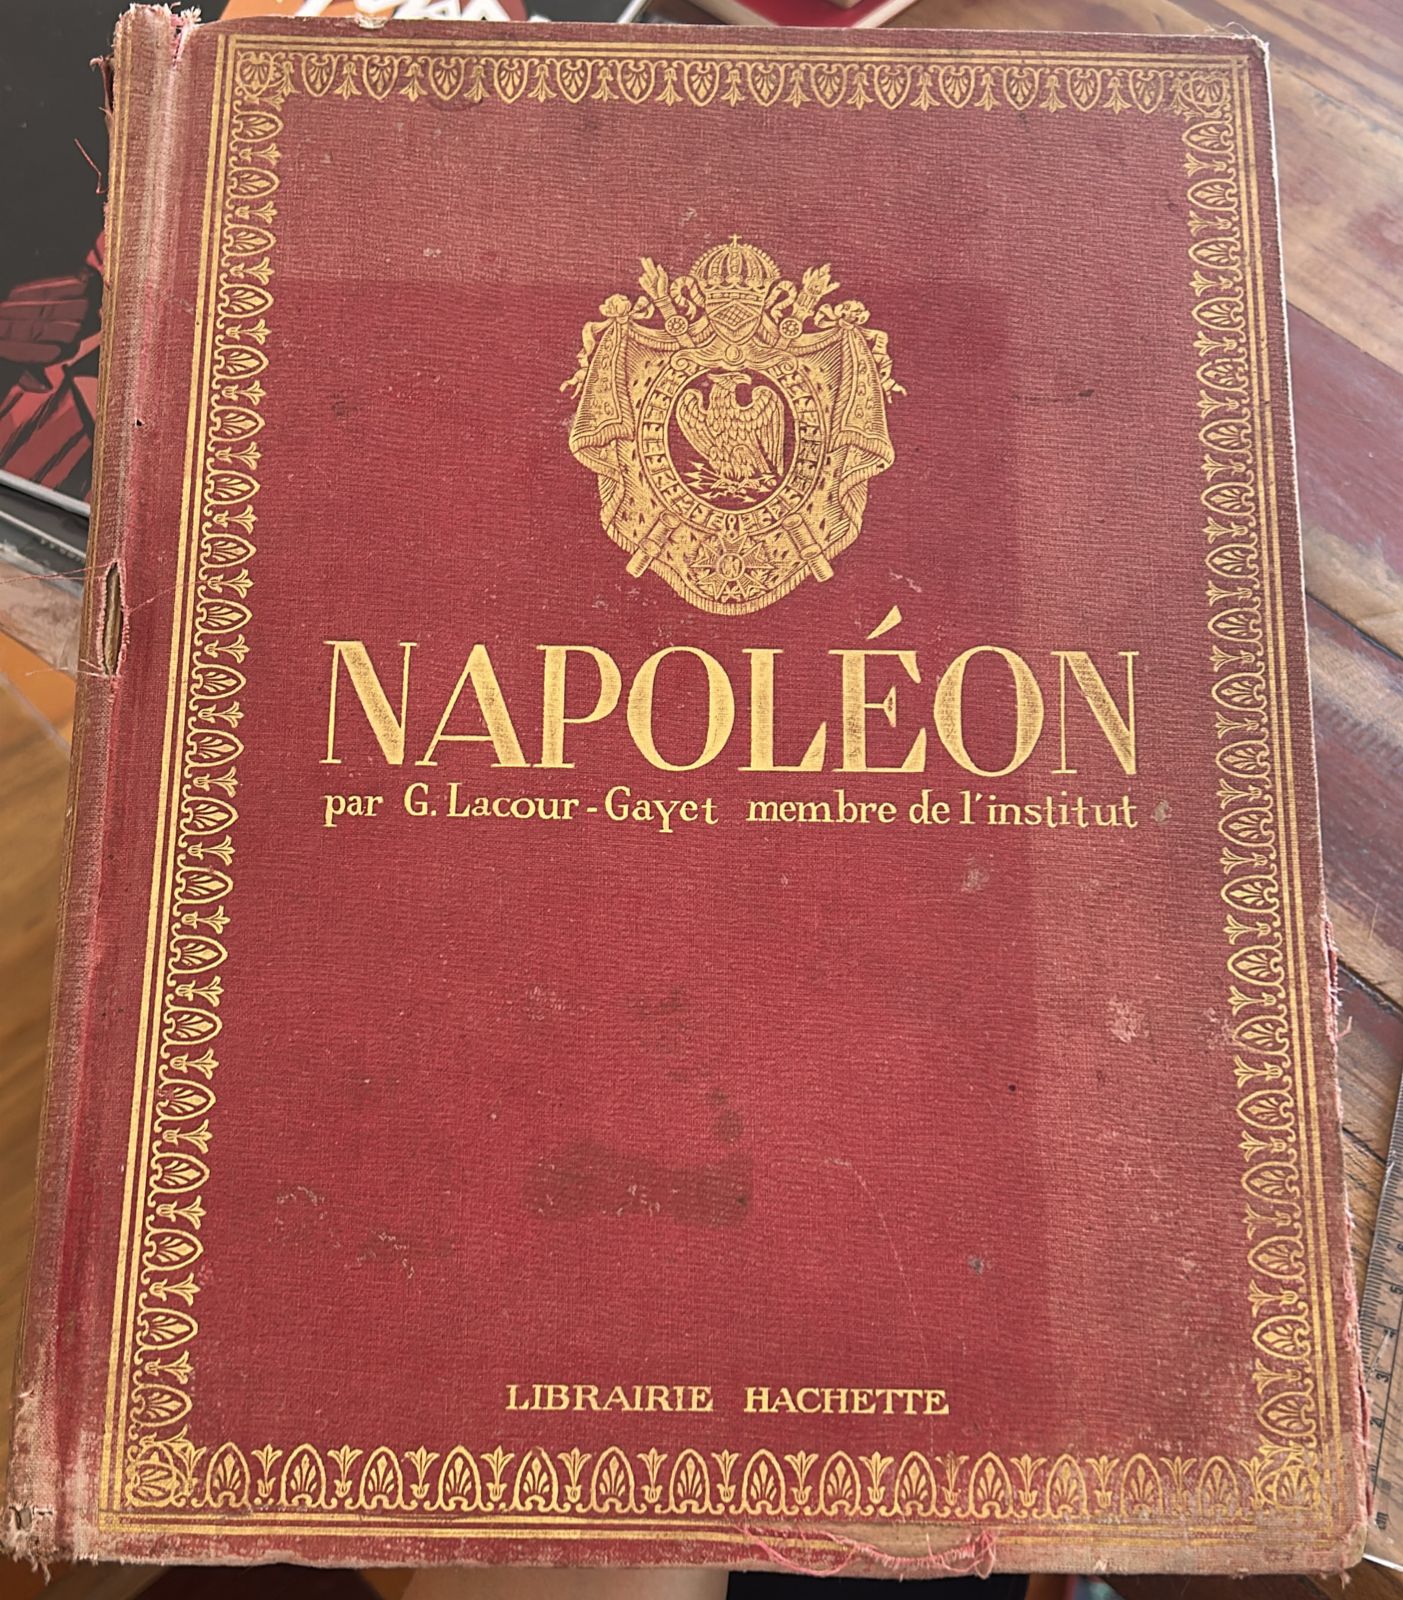 NAPOLÉON
par G. Lacour-Gayet membre de l'institut
LIBRAIRIE HACHETTE